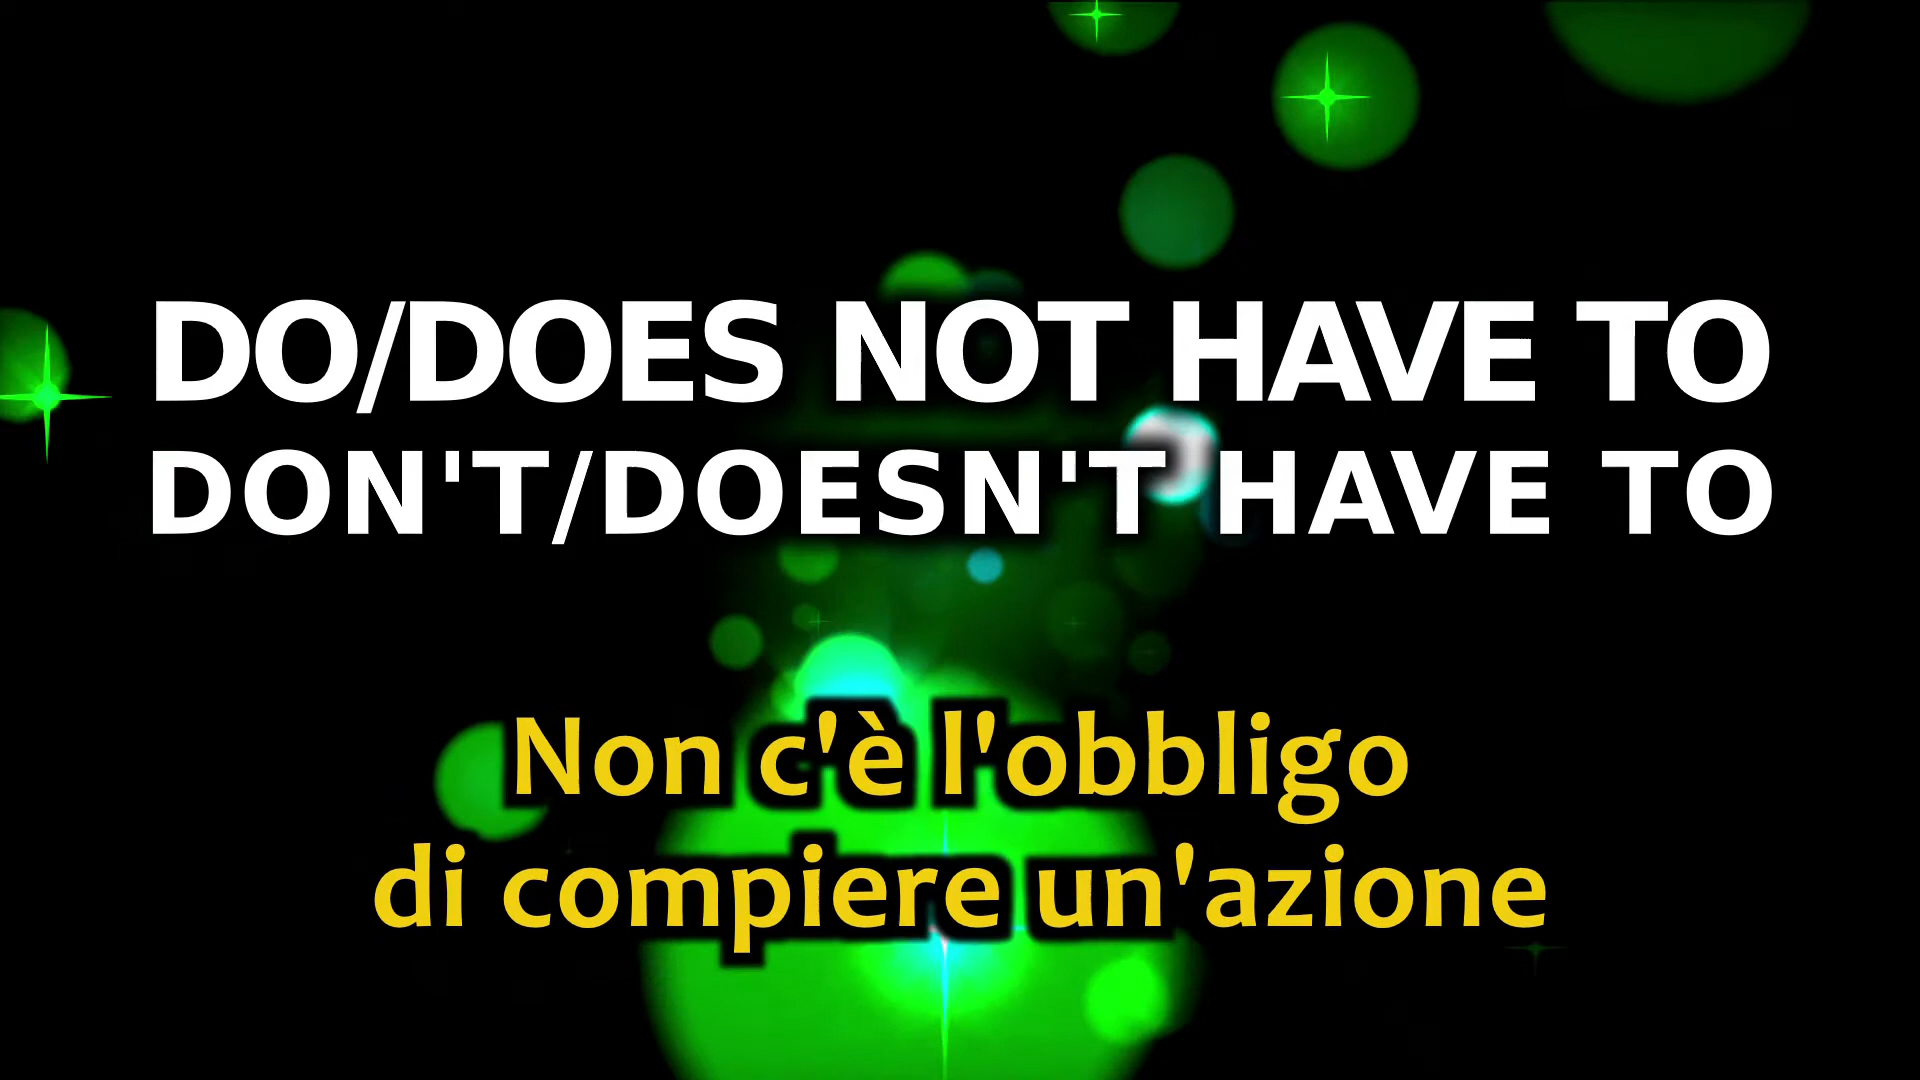 DO/DOES NOT HAVE TO
DON'T/DOESN'T HAVE TO
Non c'è l'obbligo
di compiere un'azione